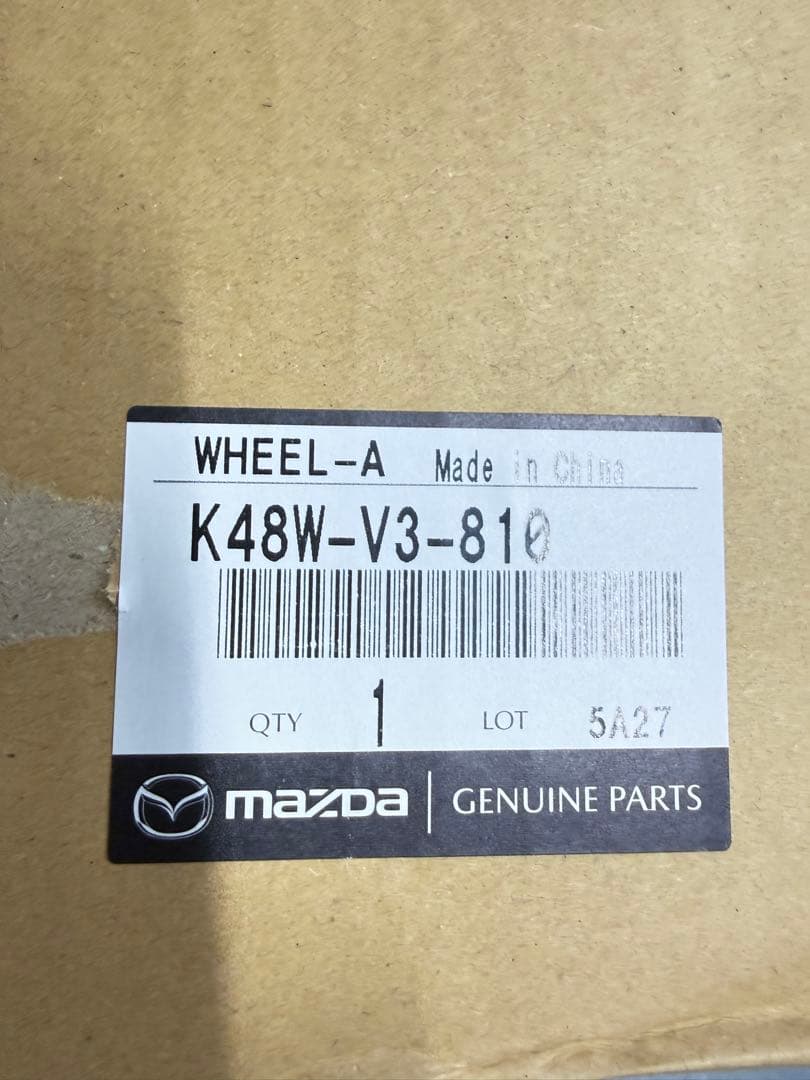 WHEEL-A Made in China
K48W-V3-810
QTY 1 LOT 5A27
mazda GENUINE PARTS